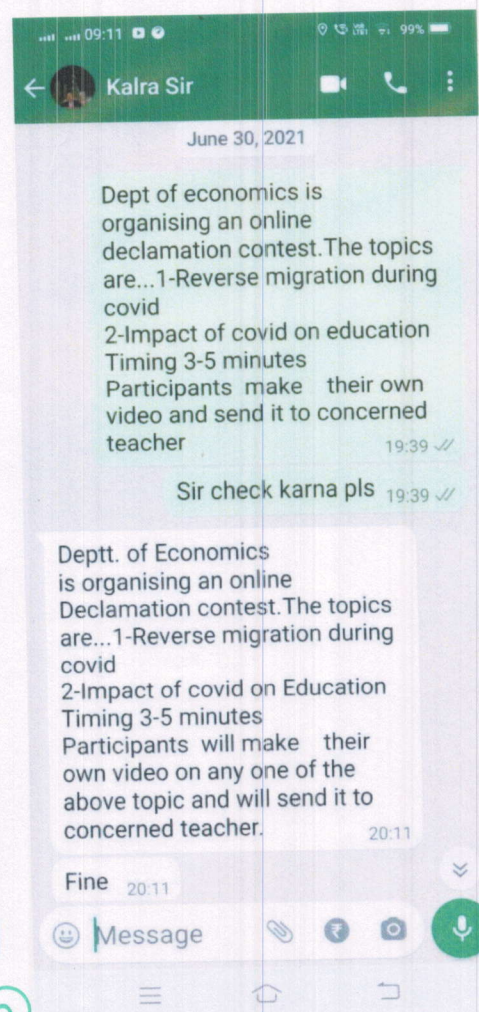 09:11 99%
Kalra Sir
June 30, 2021
Dept of economics is
organising an online
declamation contest.The topics
are...1-Reverse migration during
covid
2-Impact of covid on education
Timing 3-5 minutes
Participants make their own
video and send it to concerned
teacher
19:39
Sir check karna pls 19:39
Deptt. of Economics
is organising an online
Declamation contest.The topics
are...1-Reverse migration during
covid
2-Impact of covid on Education
Timing 3-5 minutes
Participants will make their
own video on any one of the
above topic and will send it to
concerned teacher.
20:11
Fine 20:11
Message